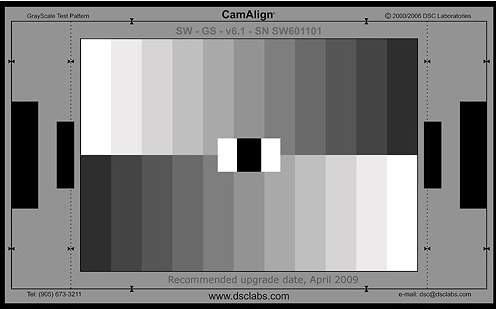 GrayScale Test Pattern
CamAlign®
© 2000/2006 DSC Laboratories
SW - GS - v6.1 - SN SW601101
Recommended upgrade date, April 2009
Tel: (905) 673-3211
www.dsclabs.com
e-mail: dsc@dsclabs.com